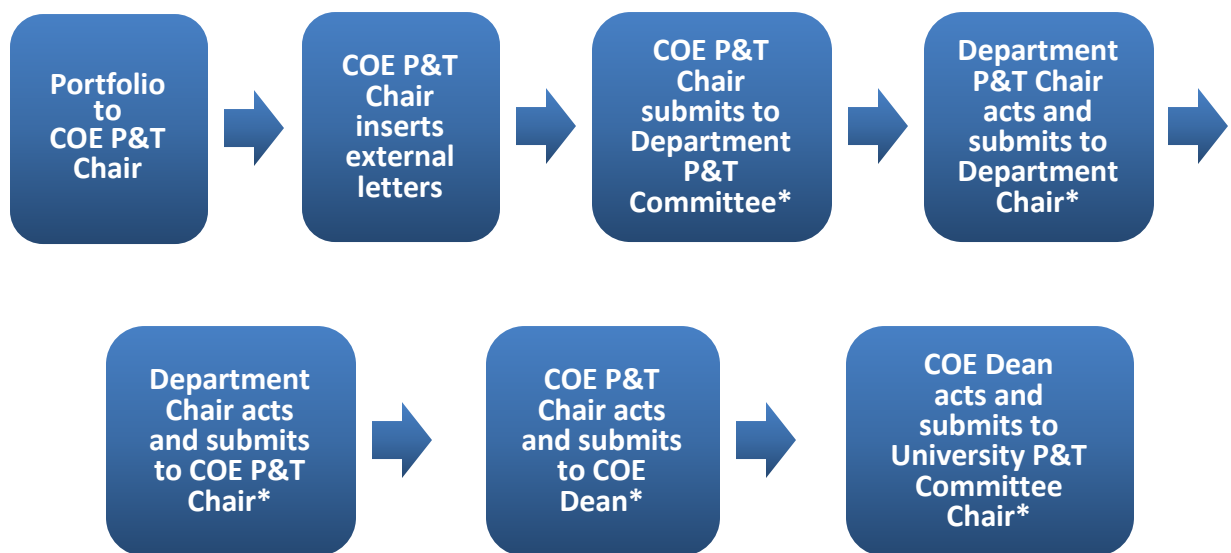 Portfolio
to
COE P&T
Chair
COE P&T
Chair
inserts
external
letters
COE P&T
Chair
submits to
Department
P&T
Committee*
Department
P&T Chair
acts and
submits to
Department
Chair*
Department
Chair acts
and submits
to COE P&T
Chair*
COE P&T
Chair acts
and submits
to COE
Dean*
COE Dean
acts and
submits to
University P&T
Committee
Chair*